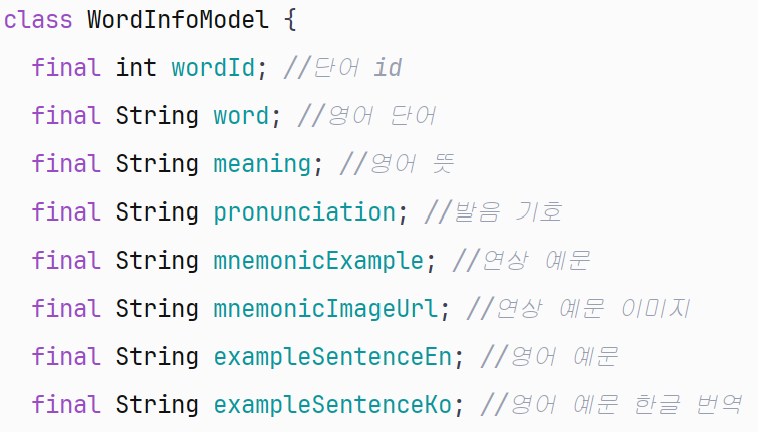 class WordInfoModel {
final int wordId; //단어 id
final String word; //영어 단어
final String meaning; //영어 뜻
final String pronunciation; //발음 기호
final String mnemonicExample; //연상 예문
final String mnemonicImageUrl; //연상 예문 이미지
final String exampleSentenceEn; //영어 예문
final String exampleSentenceKo; //영어 예문 한글 번역